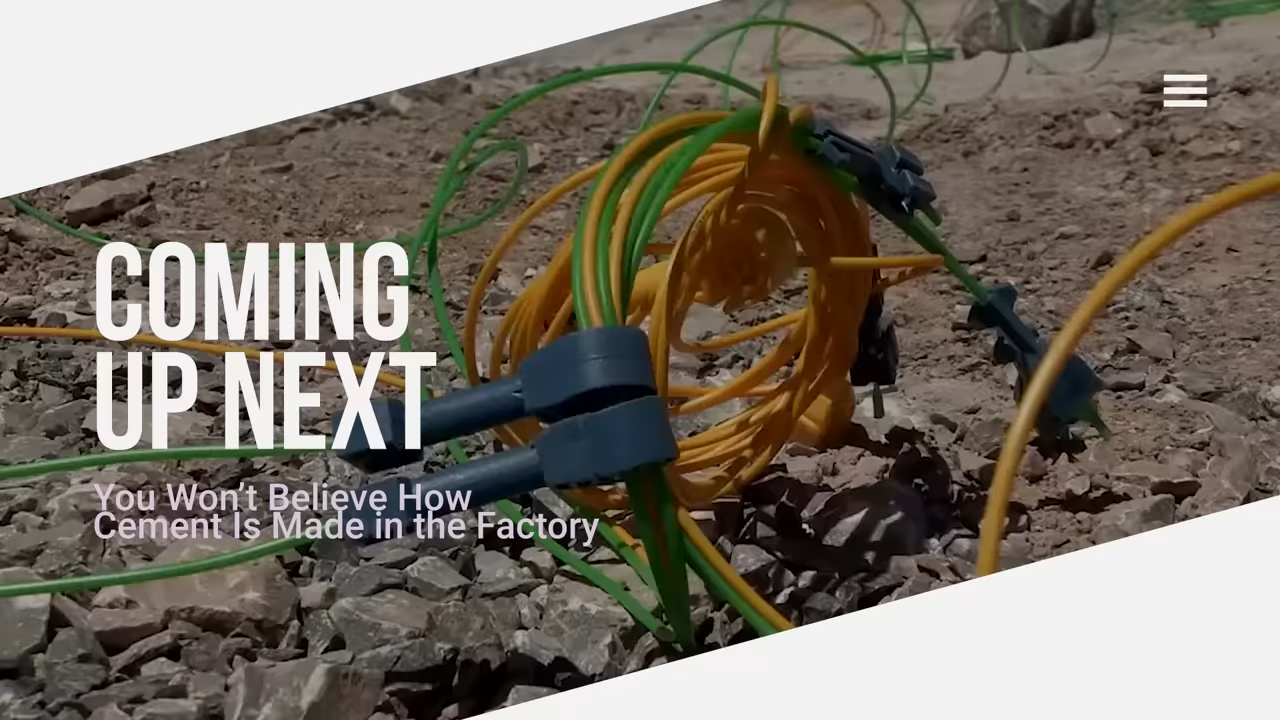 COMING
UP NEXT
You Won’t Believe How
Cement Is Made in the Factory